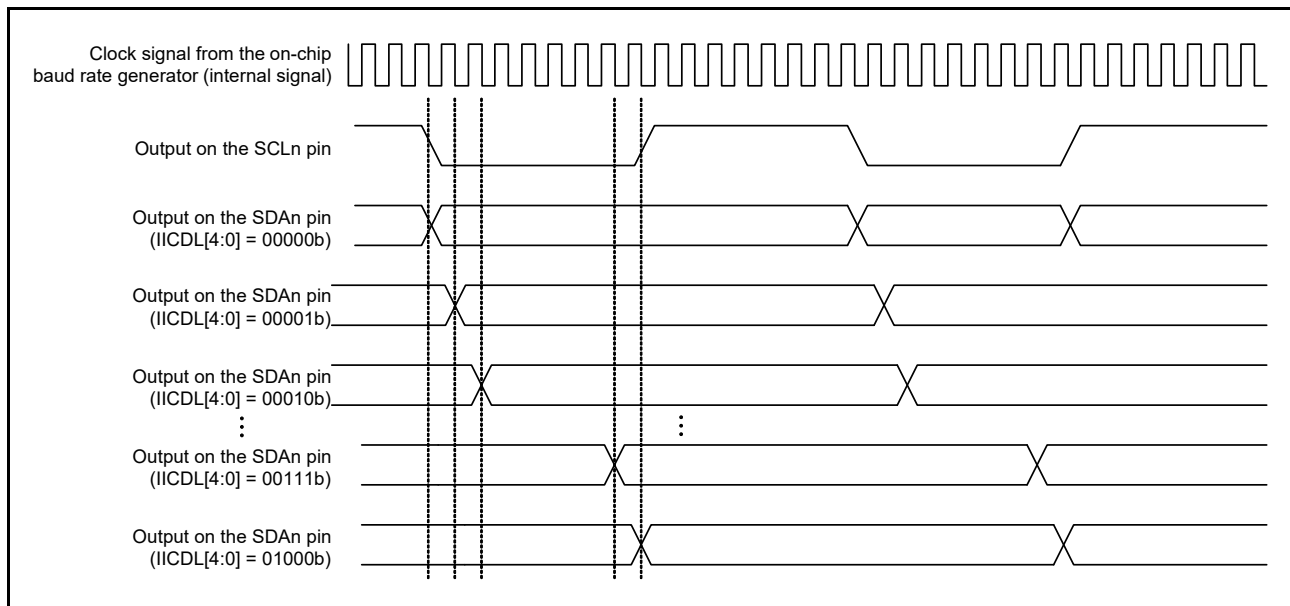 Clock signal from the on-chip
baud rate generator (internal signal)
Output on the SCLn pin
Output on the SDAn pin
(IICDL[4:0] = 00000b)
Output on the SDAn pin
(IICDL[4:0] = 00001b)
Output on the SDAn pin
(IICDL[4:0] = 00010b)
Output on the SDAn pin
(IICDL[4:0] = 00111b)
Output on the SDAn pin
(IICDL[4:0] = 01000b)